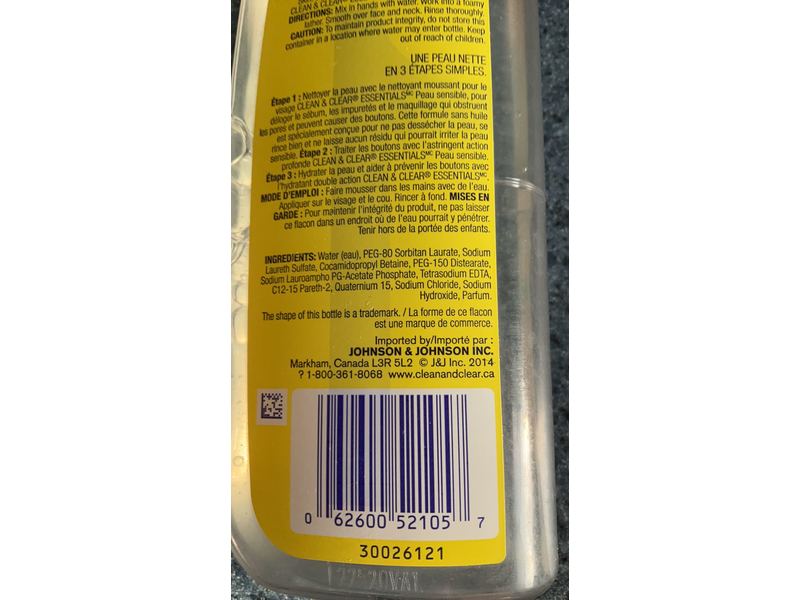 CLEAN & CLEAR®
DIRECTIONS: Mix in hands with water. Work into a foamy
lather. Smooth over face and neck. Rinse thoroughly.
CAUTION: To maintain product integrity, do not store this
container in a location where water may enter bottle. Keep
out of reach of children.
UNE PEAU NETTE
EN 3 ÉTAPES SIMPLES.
Étape 1 : Nettoyer la peau avec le nettoyant moussant pour le
visage CLEAN & CLEAR® ESSENTIALS MC Peau sensible, pour
déloger le sébum, les impuretés et le maquillage qui obstruent
les pores et peuvent causer des boutons. Cette formule sans huile
est spécialement conçue pour ne pas dessécher la peau, se
rince bien et ne laisse aucun résidu qui pourrait irriter la peau
sensible. Étape 2 : Traiter les boutons avec l'astringent action
profonde CLEAN & CLEAR® ESSENTIALS MC Peau sensible.
Étape 3 : Hydrater la peau et aider à prévenir les boutons avec
l'hydratant double action CLEAN & CLEAR® ESSENTIALS MC.
MODE D'EMPLOI : Faire mousser dans les mains avec de l'eau.
Appliquer sur le visage et le cou. Rincer à fond. MISES EN
GARDE : Pour maintenir l'intégrité du produit, ne pas laisser
ce flacon dans un endroit où de l'eau pourrait y pénétrer.
Tenir hors de la portée des enfants.
INGREDIENTS: Water (eau), PEG-80 Sorbitan Laurate, Sodium
Laureth Sulfate, Cocamidopropyl Betaine, PEG-150 Distearate,
Sodium Lauroampho PG-Acetate Phosphate, Tetrasodium EDTA,
C12-15 Pareth-2, Quaternium 15, Sodium Chloride, Sodium
Hydroxide, Parfum.
The shape of this bottle is a trademark. / La forme de ce flacon
est une marque de commerce.
Imported by/Importé par :
JOHNSON & JOHNSON INC.
Markham, Canada L3R 5L2 © J&J Inc. 2014
? 1-800-361-8068 www.cleanandclear.ca
0 62600 52105 7
30026121